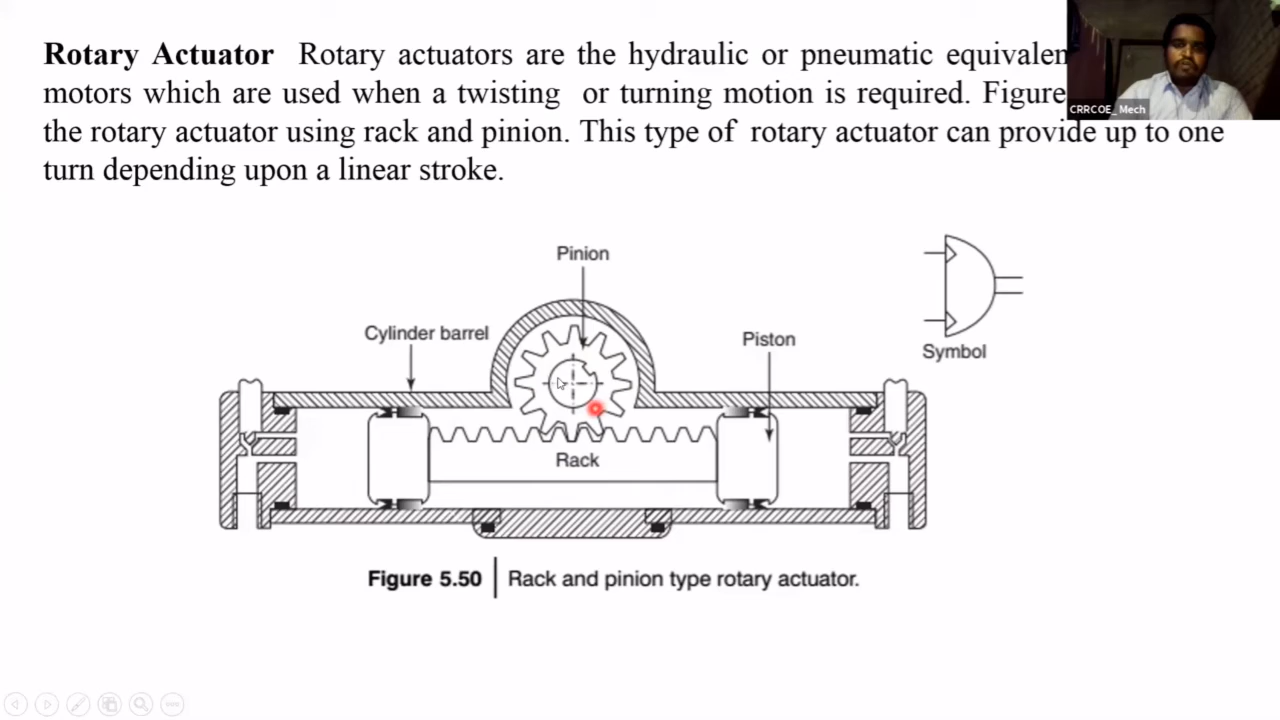 Rotary Actuator Rotary actuators are the hydraulic or pneumatic
motors which are used when a twisting or turning motion is required. Figure
the rotary actuator using rack and pinion. This type of rotary actuator can provide up to one
turn depending upon a linear stroke.
CRRCOE_ Mech
Pinion
Cylinder barrel
Piston
Symbol
Rack
Figure 5.50 Rack and pinion type rotary actuator.